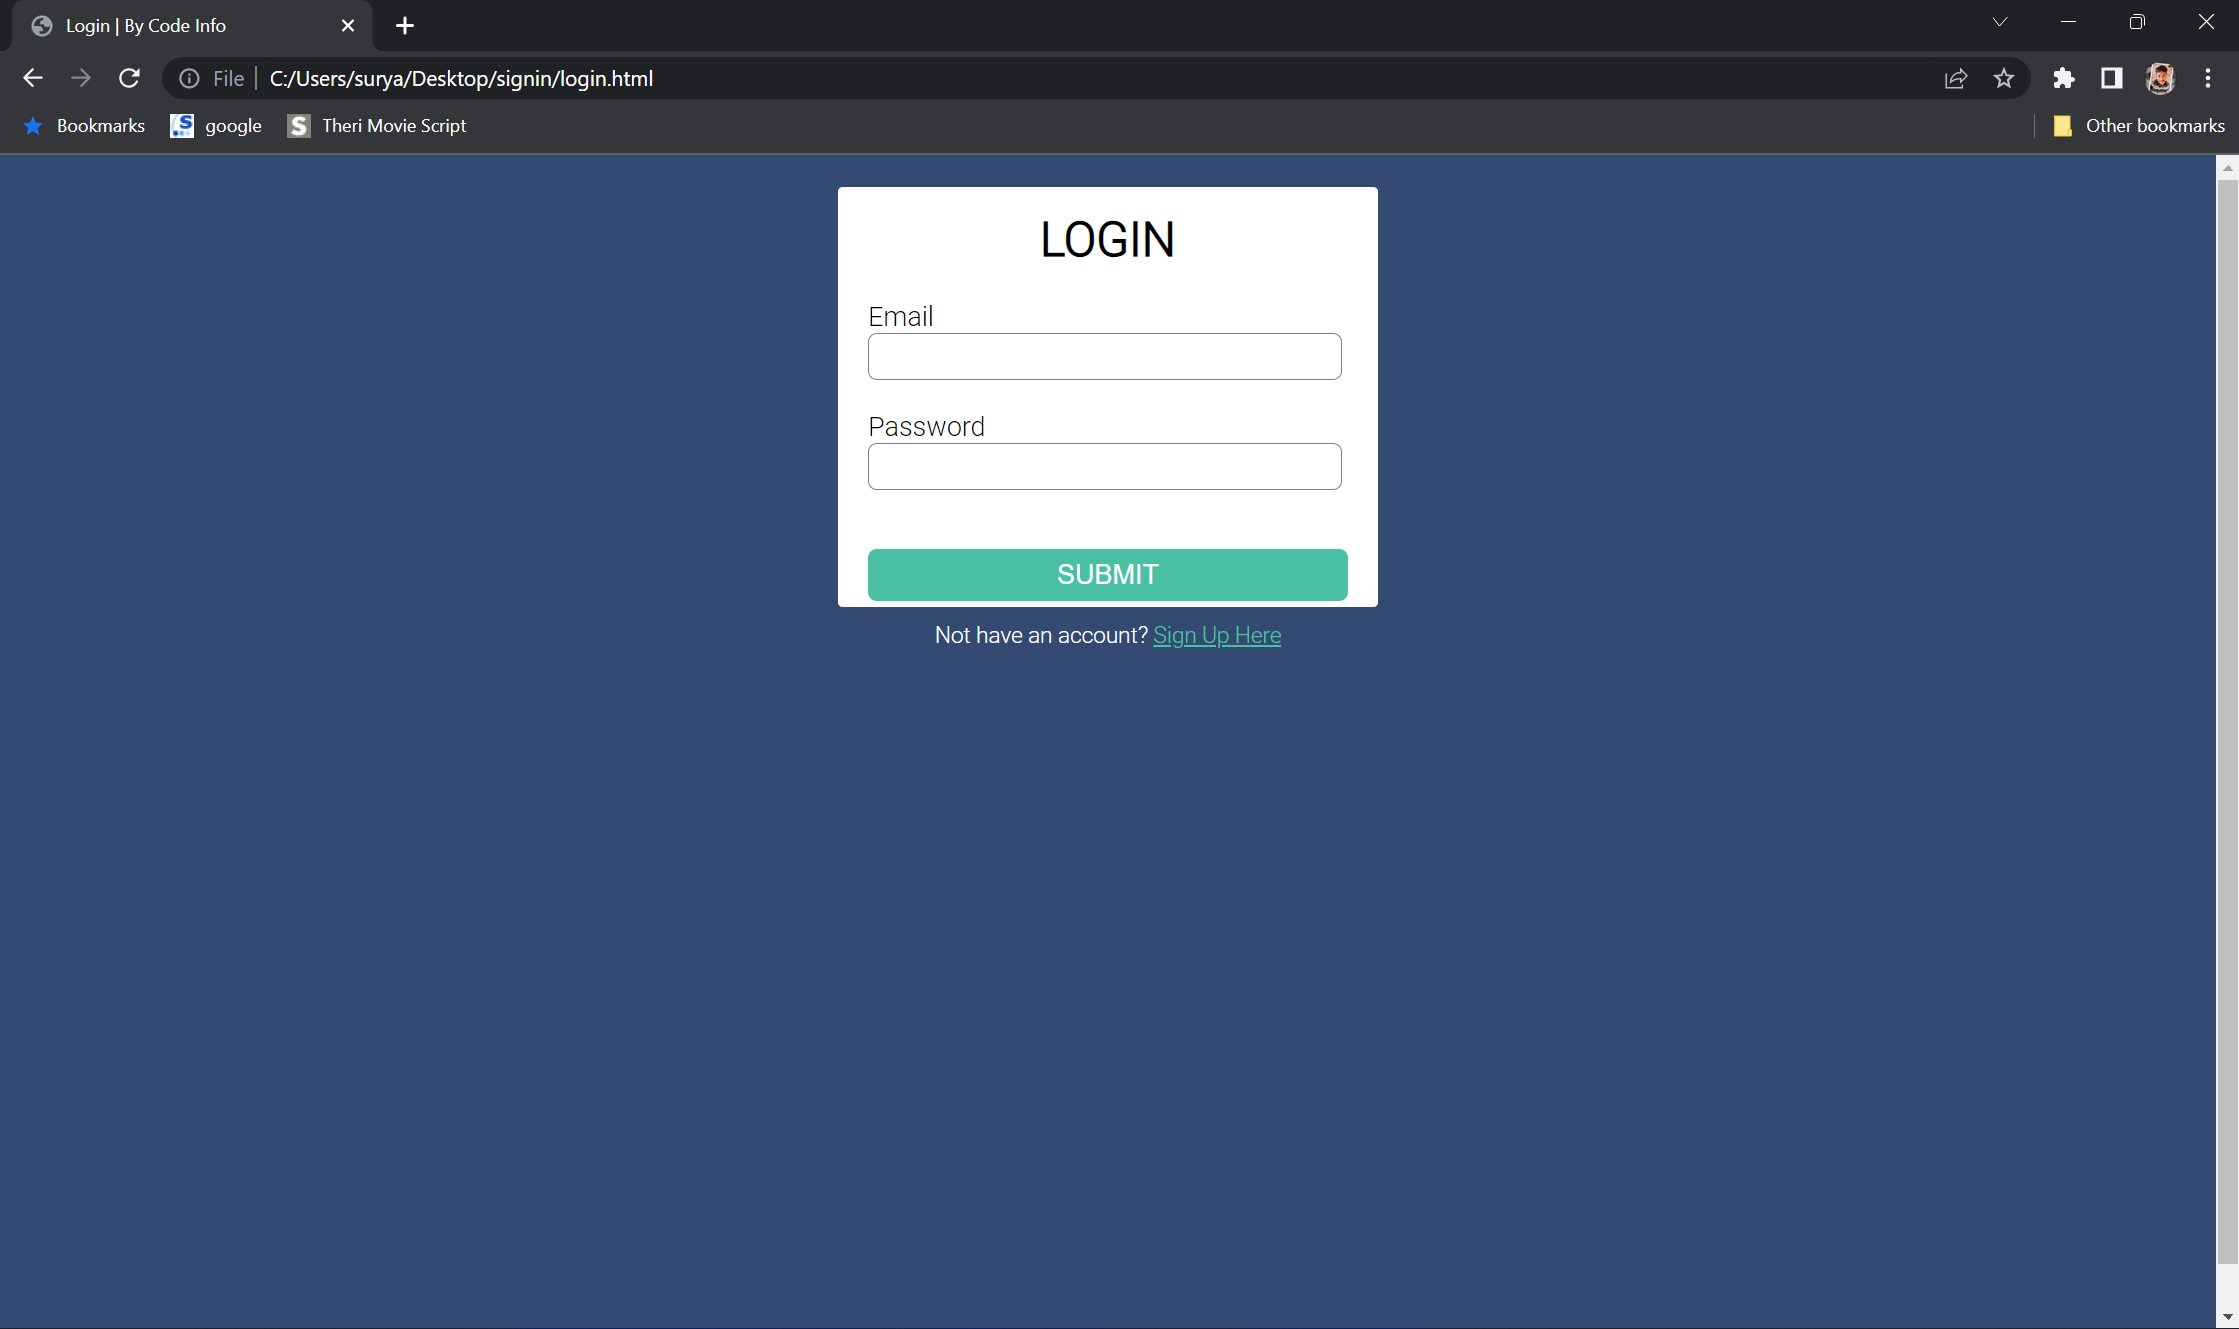 Login | By Code Info
File C:/Users/surya/Desktop/signin/login.html
Bookmarks google Theri Movie Script Other bookmarks
LOGIN
Email
Password
SUBMIT
Not have an account? Sign Up Here